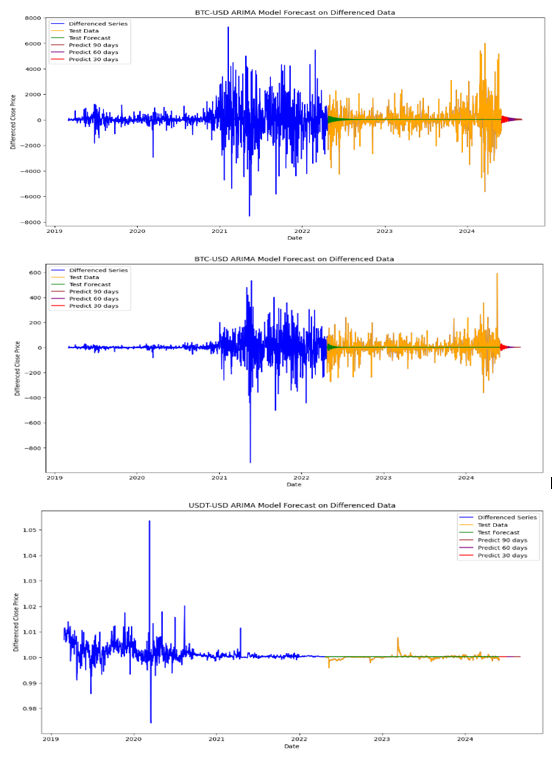 BTC-USD ARIMA Model Forecast on Differenced Data
8000
6000
4000
2000
0
−2000
−4000
−6000
−8000
Differenced Close Price
Differenced Series
Test Data
Test Forecast
Predict 90 days
Predict 60 days
Predict 30 days
2019 2020 2021 2022 2023 2024
Date
BTC-USD ARIMA Model Forecast on Differenced Data
600
400
200
0
−200
−400
−600
−800
Differenced Close Price
Differenced Series
Test Data
Test Forecast
Predict 90 days
Predict 60 days
Predict 30 days
2019 2020 2021 2022 2023 2024
Date
USDT-USD ARIMA Model Forecast on Differenced Data
1.05
1.04
1.03
1.02
1.01
1.00
0.99
0.98
Differenced Close Price
Differenced Series
Test Data
Test Forecast
Predict 90 days
Predict 60 days
Predict 30 days
2019 2020 2021 2022 2023 2024
Date